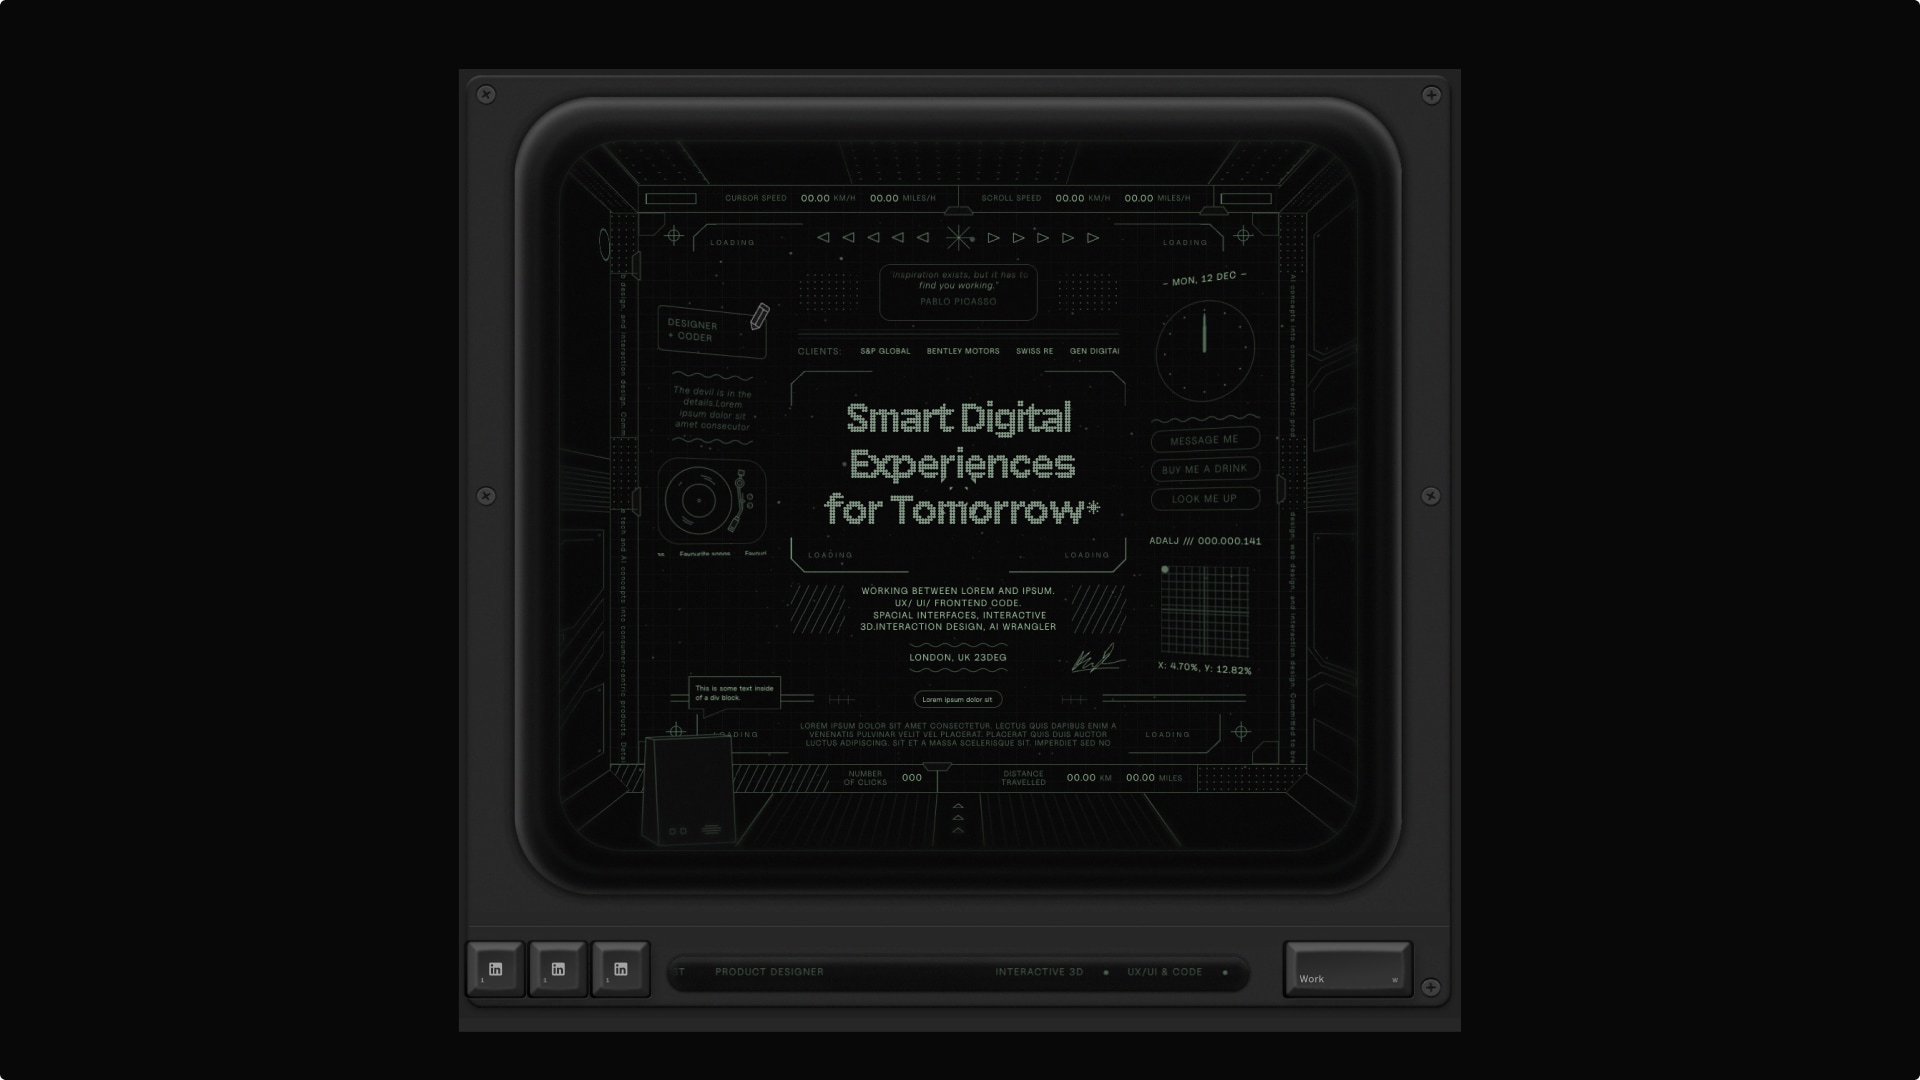 CURSOR SPEED 00.00 KM/H 00.00 MILES/H SCROLL SPEED 00.00 KM/H 00.00 MILES/H
LOADING
LOADING
"Inspiration exists, but it has to
find you working."
PABLO PICASSO
– MON, 12 DEC –
DESIGNER
+ CODER
CLIENTS: S&P GLOBAL BENTLEY MOTORS SWISS RE GEN DIGITAL
The devil is in the
details.Lorem
ipsum dolor sit
amet consecutor
Smart Digital
Experiences
for Tomorrow*
MESSAGE ME
BUY ME A DRINK
LOOK ME UP
Favourite songs
ADALJ /// 000.000.141
LOADING
LOADING
WORKING BETWEEN LOREM AND IPSUM.
UX/ UI/ FRONTEND CODE.
SPACIAL INTERFACES, INTERACTIVE
3D.INTERACTION DESIGN, AI WRANGLER
LONDON, UK 23DEG
X: 4.70%, Y: 12.82%
This is some text inside
of a div block.
Lorem ipsum dolor sit
LOADING
LOREM IPSUM DOLOR SIT AMET CONSECTETUR. LECTUS QUIS DAPIBUS ENIM A
VENENATIS PULVINAR VELIT VEL PLACERAT. PLACERAT QUIS DUIS AUCTOR
LUCTUS ADIPISCING. SIT ET A MASSA SCELERISQUE SIT. IMPERDIET SED NO
LOADING
NUMBER
OF CLICKS
000
DISTANCE
TRAVELLED
00.00 KM 00.00 MILES
design, and interaction design. Comm
tech and AI concepts into consumer-centric products. Deta
AI concepts into consumer-centric prod
design, web design, and interaction design. Committed to are
1
1
1
IT PRODUCT DESIGNER INTERACTIVE 3D • UX/UI & CODE •
Work
W